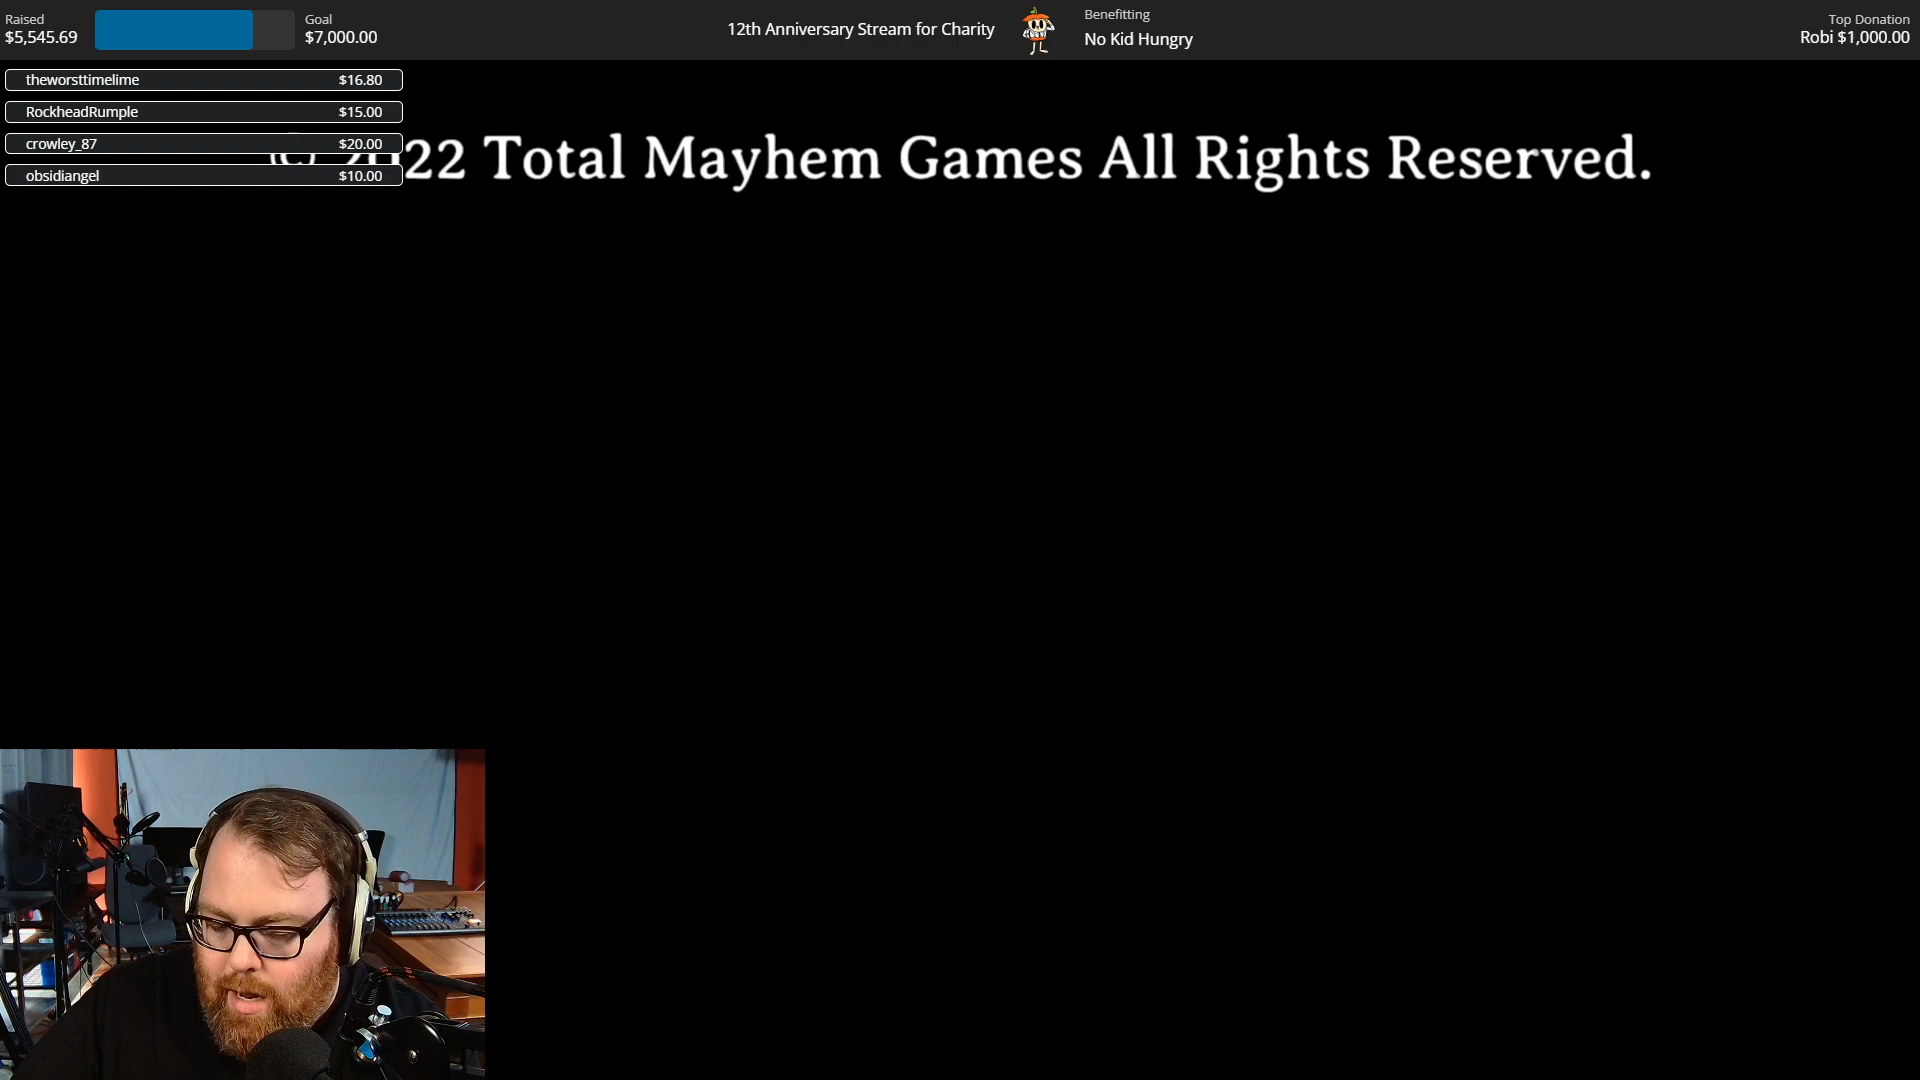 Raised
$5,545.69
Goal
$7,000.00
12th Anniversary Stream for Charity
Benefitting
No Kid Hungry
Top Donation
Robi $1,000.00
theworsttimelime $16.80
RockheadRumple $15.00
crowley_87 $20.00
obsidiangel $10.00
(C) 2022 Total Mayhem Games All Rights Reserved.